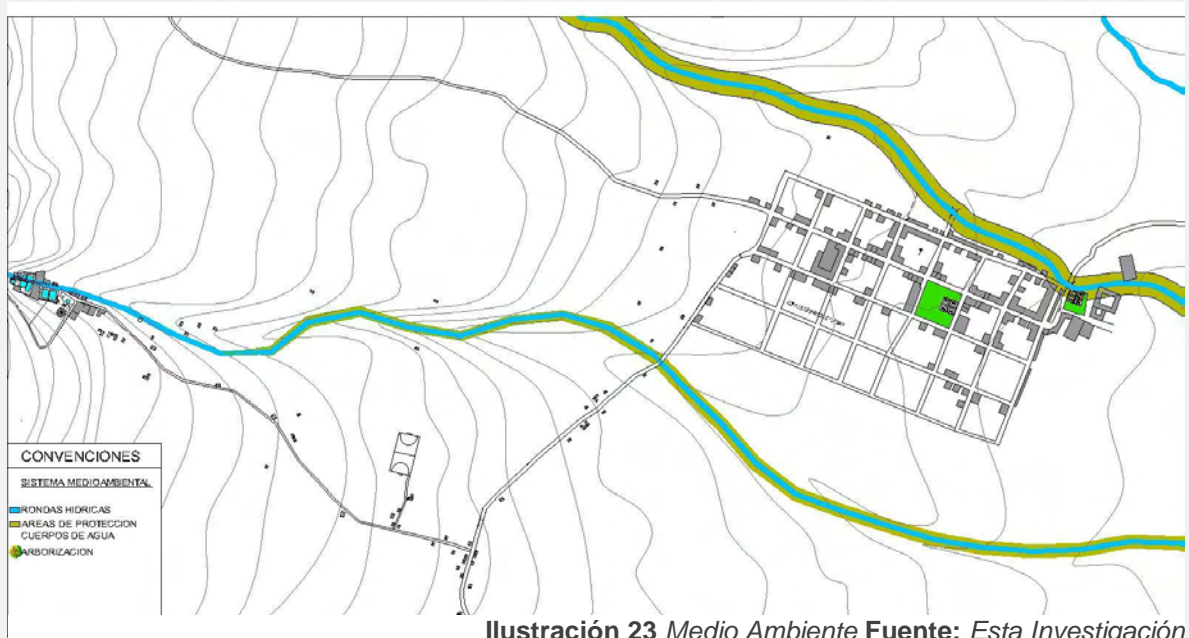 CONVENCIONES
SISTEMA MEDIOAMBIENTAL
RONDAS HIDRICAS
AREAS DE PROTECCION
CUERPOS DE AGUA
ARBORIZACION
Ilustración 23 Medio Ambiente Fuente: Esta Investigación